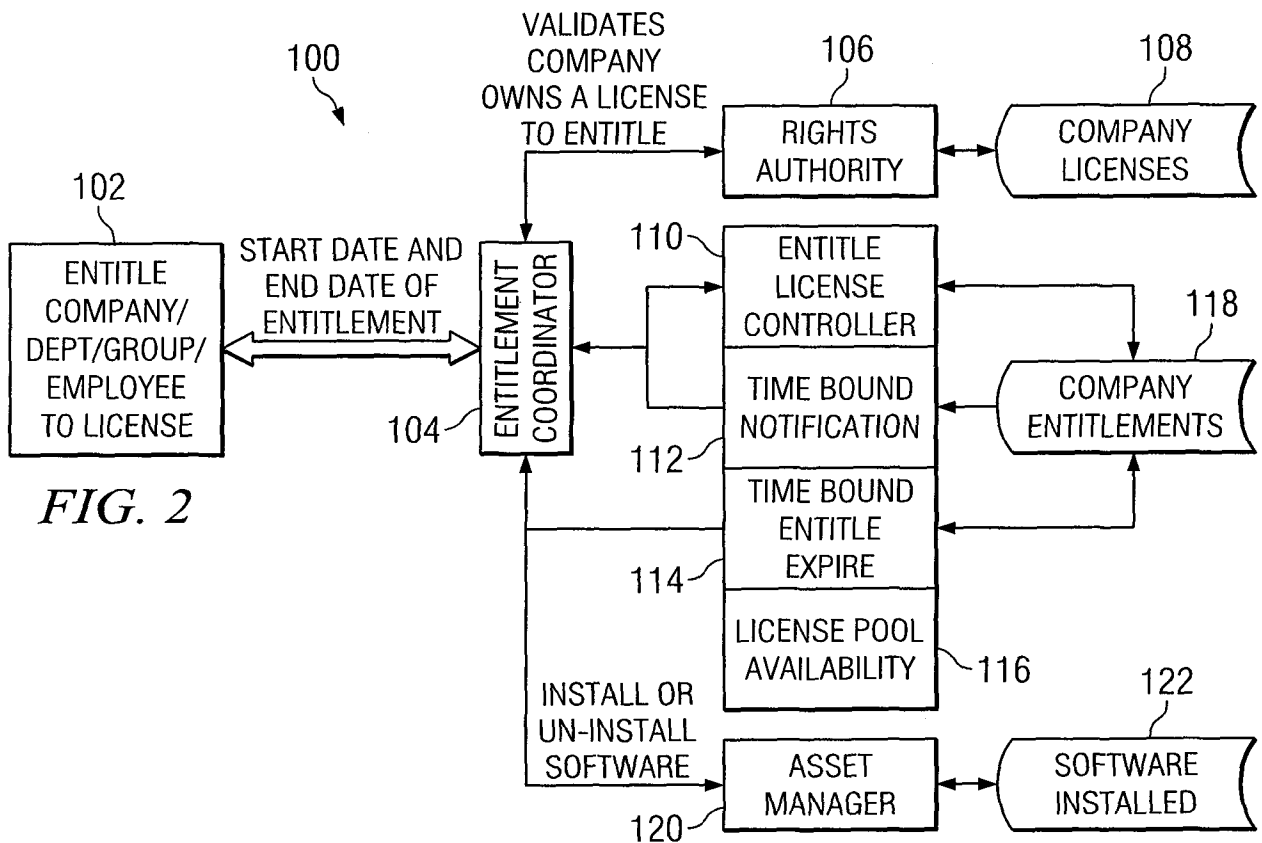 100
VALIDATES
COMPANY
OWNS A LICENSE
TO ENTITLE
106
RIGHTS
AUTHORITY
108
COMPANY
LICENSES
102
ENTITLE
COMPANY/
DEPT/GROUP/
EMPLOYEE
TO LICENSE
START DATE AND
END DATE OF
ENTITLEMENT
ENTITLEMENT
COORDINATOR
104
110
ENTITLE
LICENSE
CONTROLLER
TIME BOUND
NOTIFICATION
112
118
COMPANY
ENTITLEMENTS
TIME BOUND
ENTITLE
EXPIRE
114
LICENSE POOL
AVAILABILITY
116
INSTALL OR
UN-INSTALL
SOFTWARE
ASSET
MANAGER
120
122
SOFTWARE
INSTALLED
FIG. 2